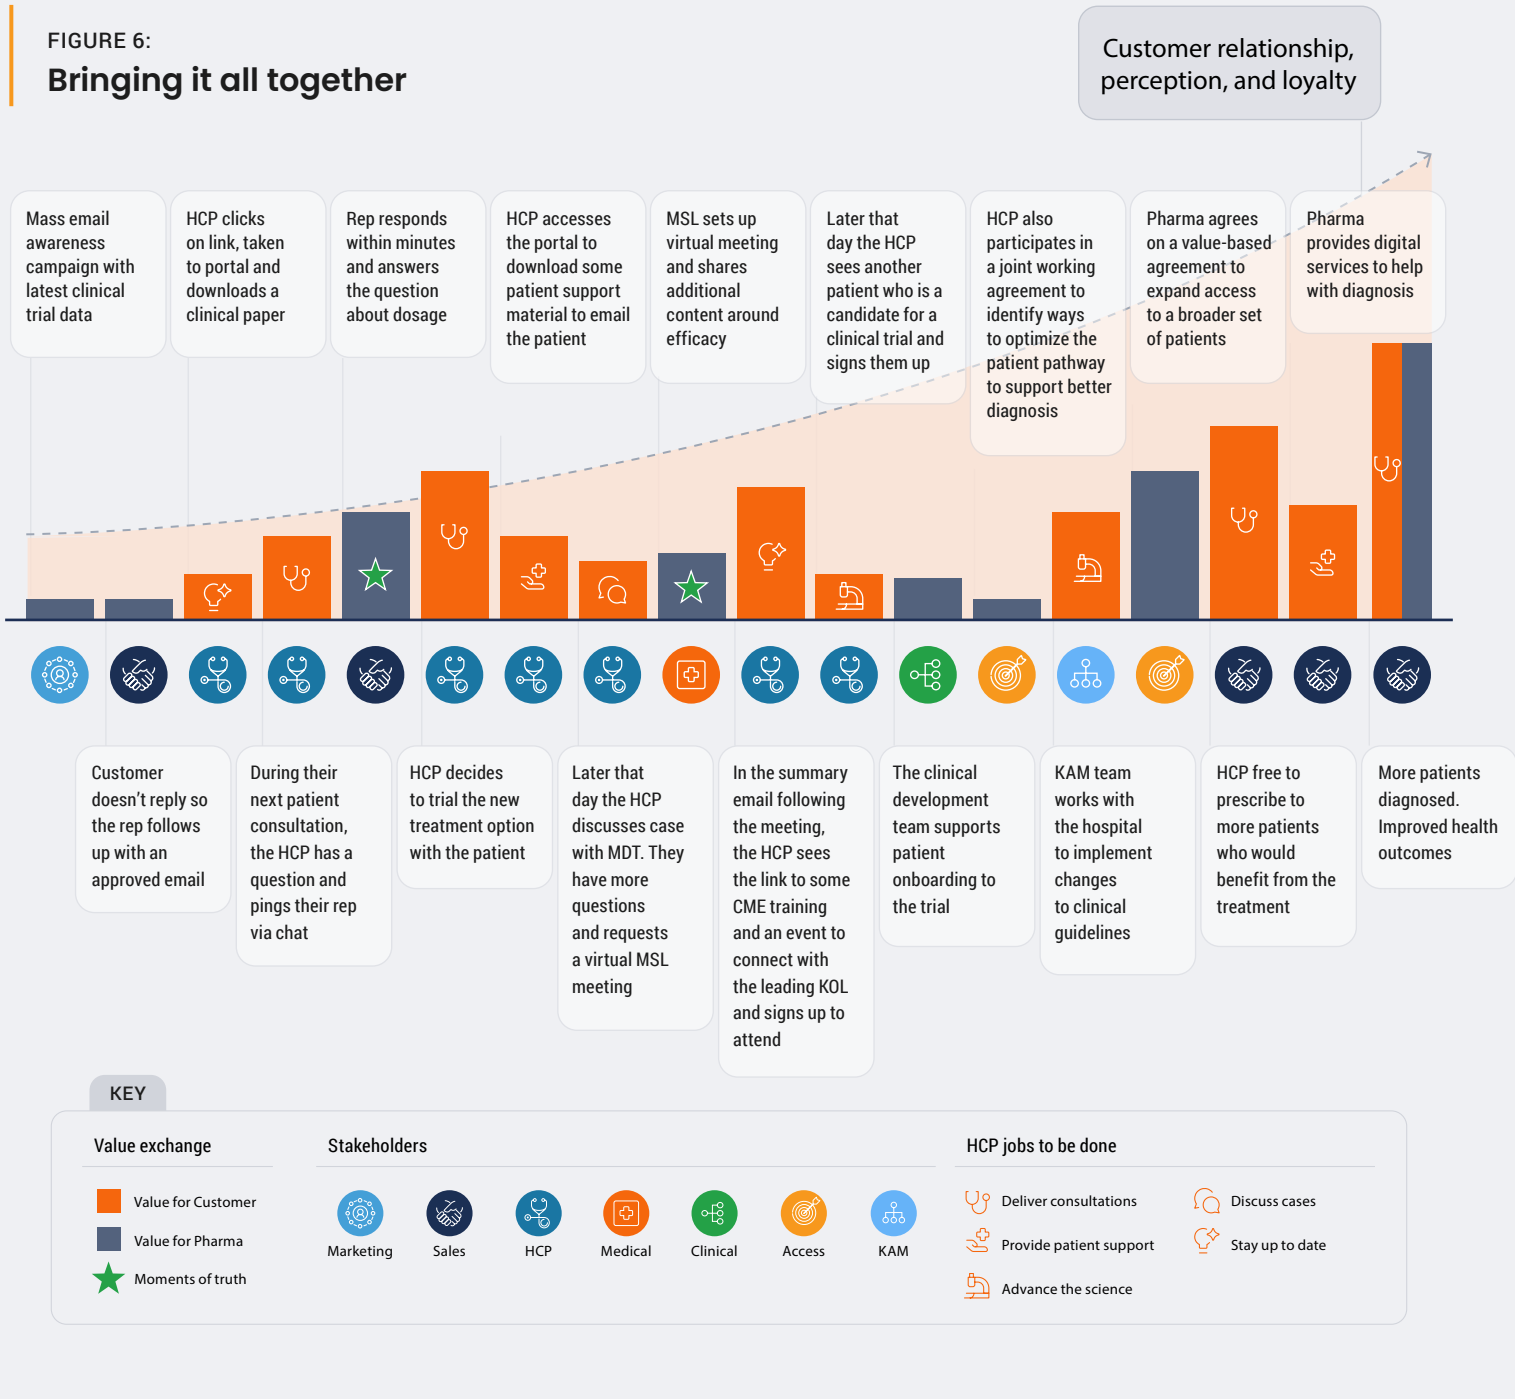 FIGURE 6:
Bringing it all together
Customer relationship,
perception, and loyalty
Mass email
awareness
campaign with
latest clinical
trial data
HCP clicks
on link, taken
to portal and
downloads a
clinical paper
Rep responds
within minutes
and answers
the question
about dosage
HCP accesses
the portal to
download some
patient support
material to email
the patient
MSL sets up
virtual meeting
and shares
additional
content around
efficacy
Later that
day the HCP
sees another
patient who is a
candidate for a
clinical trial and
signs them up
HCP also
participates in
a joint working
agreement to
identify ways
to optimize the
patient pathway
to support better
diagnosis
Pharma agrees
on a value-based
agreement to
expand access
to a broader set
of patients
Pharma
provides digital
services to help
with diagnosis
Customer
doesn’t reply so
the rep follows
up with an
approved email
During their
next patient
consultation,
the HCP has a
question and
pings their rep
via chat
HCP decides
to trial the new
treatment option
with the patient
Later that
day the HCP
discusses case
with MDT. They
have more
questions
and requests
a virtual MSL
meeting
In the summary
email following
the meeting,
the HCP sees
the link to some
CME training
and an event to
connect with
the leading KOL
and signs up to
attend
The clinical
development
team supports
patient
onboarding to
the trial
KAM team
works with
the hospital
to implement
changes
to clinical
guidelines
HCP free to
prescribe to
more patients
who would
benefit from the
treatment
More patients
diagnosed.
Improved health
outcomes
KEY
Value exchange
Value for Customer
Value for Pharma
Moments of truth
Stakeholders
Marketing
Sales
HCP
Medical
Clinical
Access
KAM
HCP jobs to be done
Deliver consultations
Provide patient support
Advance the science
Discuss cases
Stay up to date